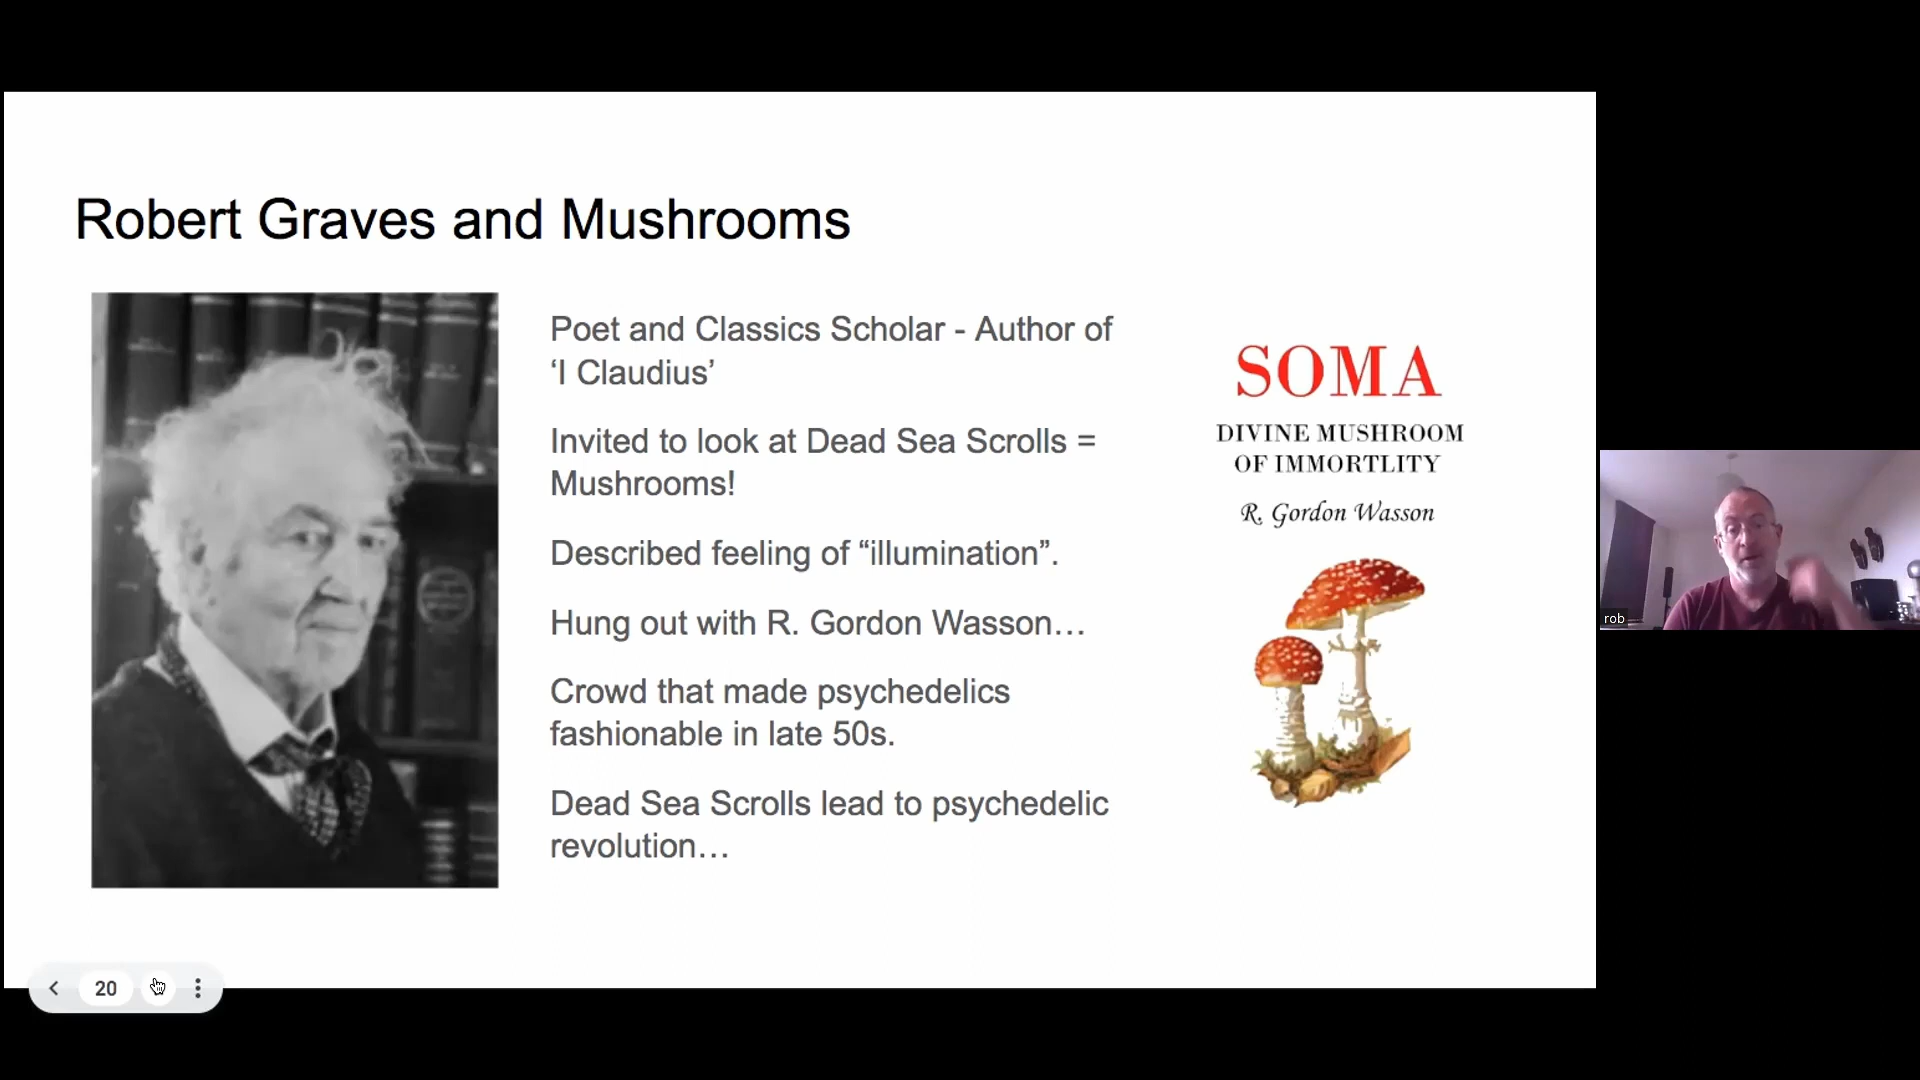 Robert Graves and Mushrooms
Poet and Classics Scholar - Author of
‘I Claudius’
Invited to look at Dead Sea Scrolls =
Mushrooms!
Described feeling of “illumination”.
Hung out with R. Gordon Wasson…
Crowd that made psychedelics
fashionable in late 50s.
Dead Sea Scrolls lead to psychedelic
revolution…
SOMA
DIVINE MUSHROOM
OF IMMORTLITY
R. Gordon Wasson
rob
20